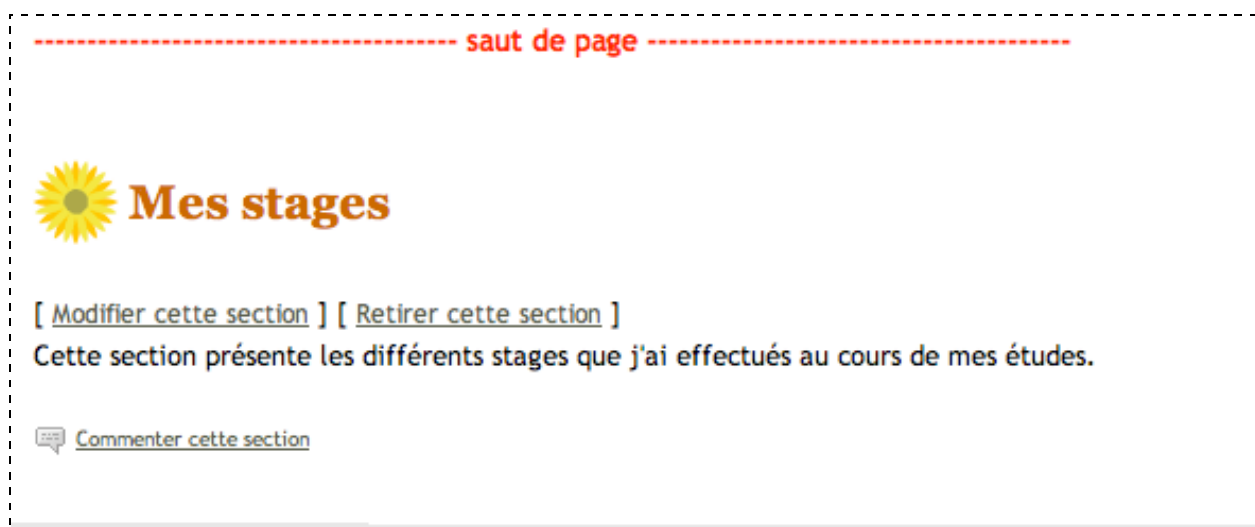 ---------------------------------------- saut de page ----------------------------------------
Mes stages
[ Modifier cette section ] [ Retirer cette section ]
Cette section présente les différents stages que j'ai effectués au cours de mes études.
Commenter cette section